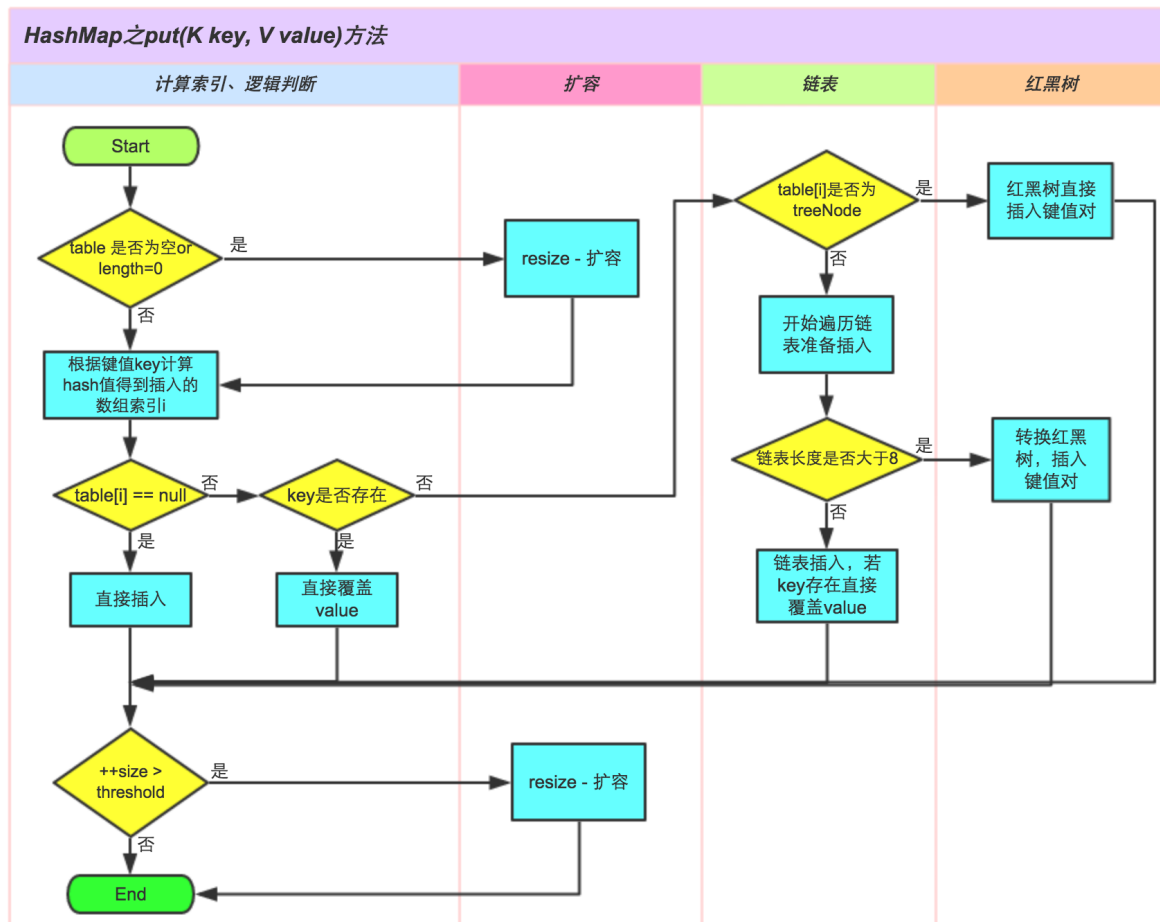 HashMap之put(K key, V value)方法
计算索引、逻辑判断
扩容
链表
红黑树
Start
table 是否为空or
length=0
是
resize - 扩容
否
根据键值key计算
hash值得到插入的
数组索引i
table[i] == null
否
key是否存在
否
是
直接插入
是
直接覆盖
value
table[i]是否为
treeNode
是
红黑树直接
插入键值对
否
开始遍历链
表准备插入
链表长度是否大于8
是
转换红黑
树，插入
键值对
否
链表插入，若
key存在直接
覆盖value
++size >
threshold
是
resize - 扩容
否
End